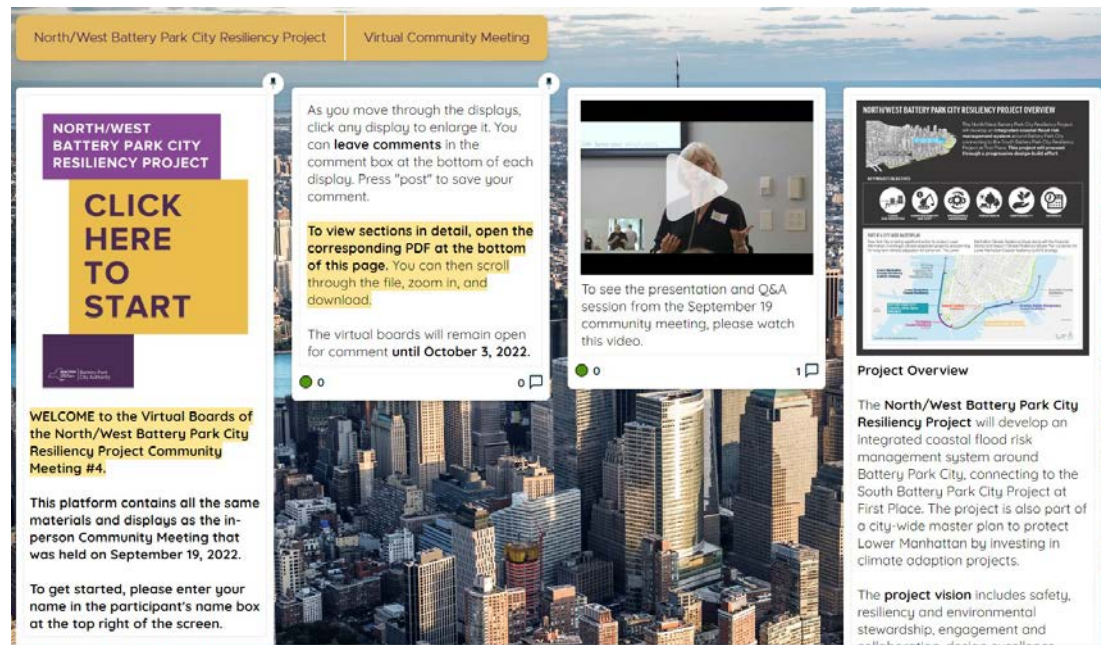 North/West Battery Park City Resiliency Project
Virtual Community Meeting
NORTH/WEST
BATTERY PARK CITY
RESILIENCY PROJECT
CLICK
HERE
TO
START
Battery Park
City Authority
WELCOME to the Virtual Boards of
the North/West Battery Park City
Resiliency Project Community
Meeting #4.
This platform contains all the same
materials and displays as the in-
person Community Meeting that
was held on September 19, 2022.
To get started, please enter your
name in the participant's name box
at the top right of the screen.
As you move through the displays,
click any display to enlarge it. You
can leave comments in the
comment box at the bottom of each
display. Press "post" to save your
comment.
To view sections in detail, open the
corresponding PDF at the bottom
of this page. You can then scroll
through the file, zoom in, and
download.
The virtual boards will remain open
for comment until October 3, 2022.
0
0
To see the presentation and Q&A
session from the September 19
community meeting, please watch
this video.
0
1
NORTH/WEST BATTERY PARK CITY RESILIENCY PROJECT OVERVIEW
Project Overview
The North/West Battery Park City
Resiliency Project will develop an
integrated coastal flood risk
management system around
Battery Park City, connecting to the
South Battery Park City Project at
First Place. The project is also part of
a city-wide master plan to protect
Lower Manhattan by investing in
climate adaption projects.
The project vision includes safety,
resiliency and environmental
stewardship, engagement and